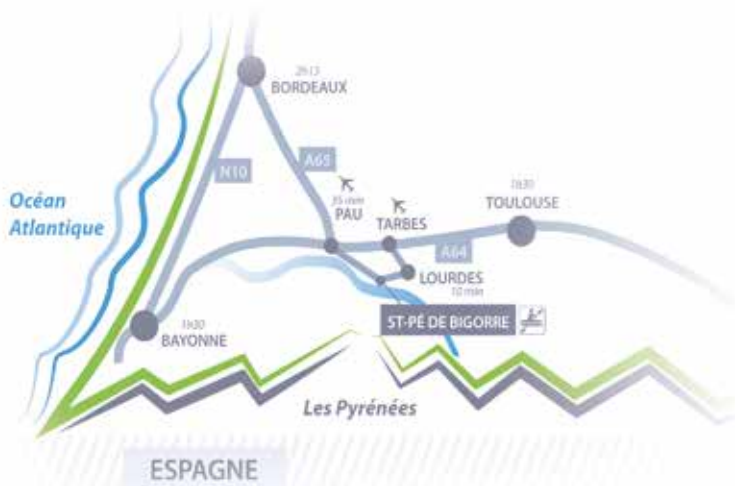 2h15
BORDEAUX
N10
A65
35 min
PAU
TARBES
1h30
TOULOUSE
Océan
Atlantique
A64
LOURDES
10 min
ST-PÉ DE BIGORRE
1h30
BAYONNE
Les Pyrénées
ESPAGNE